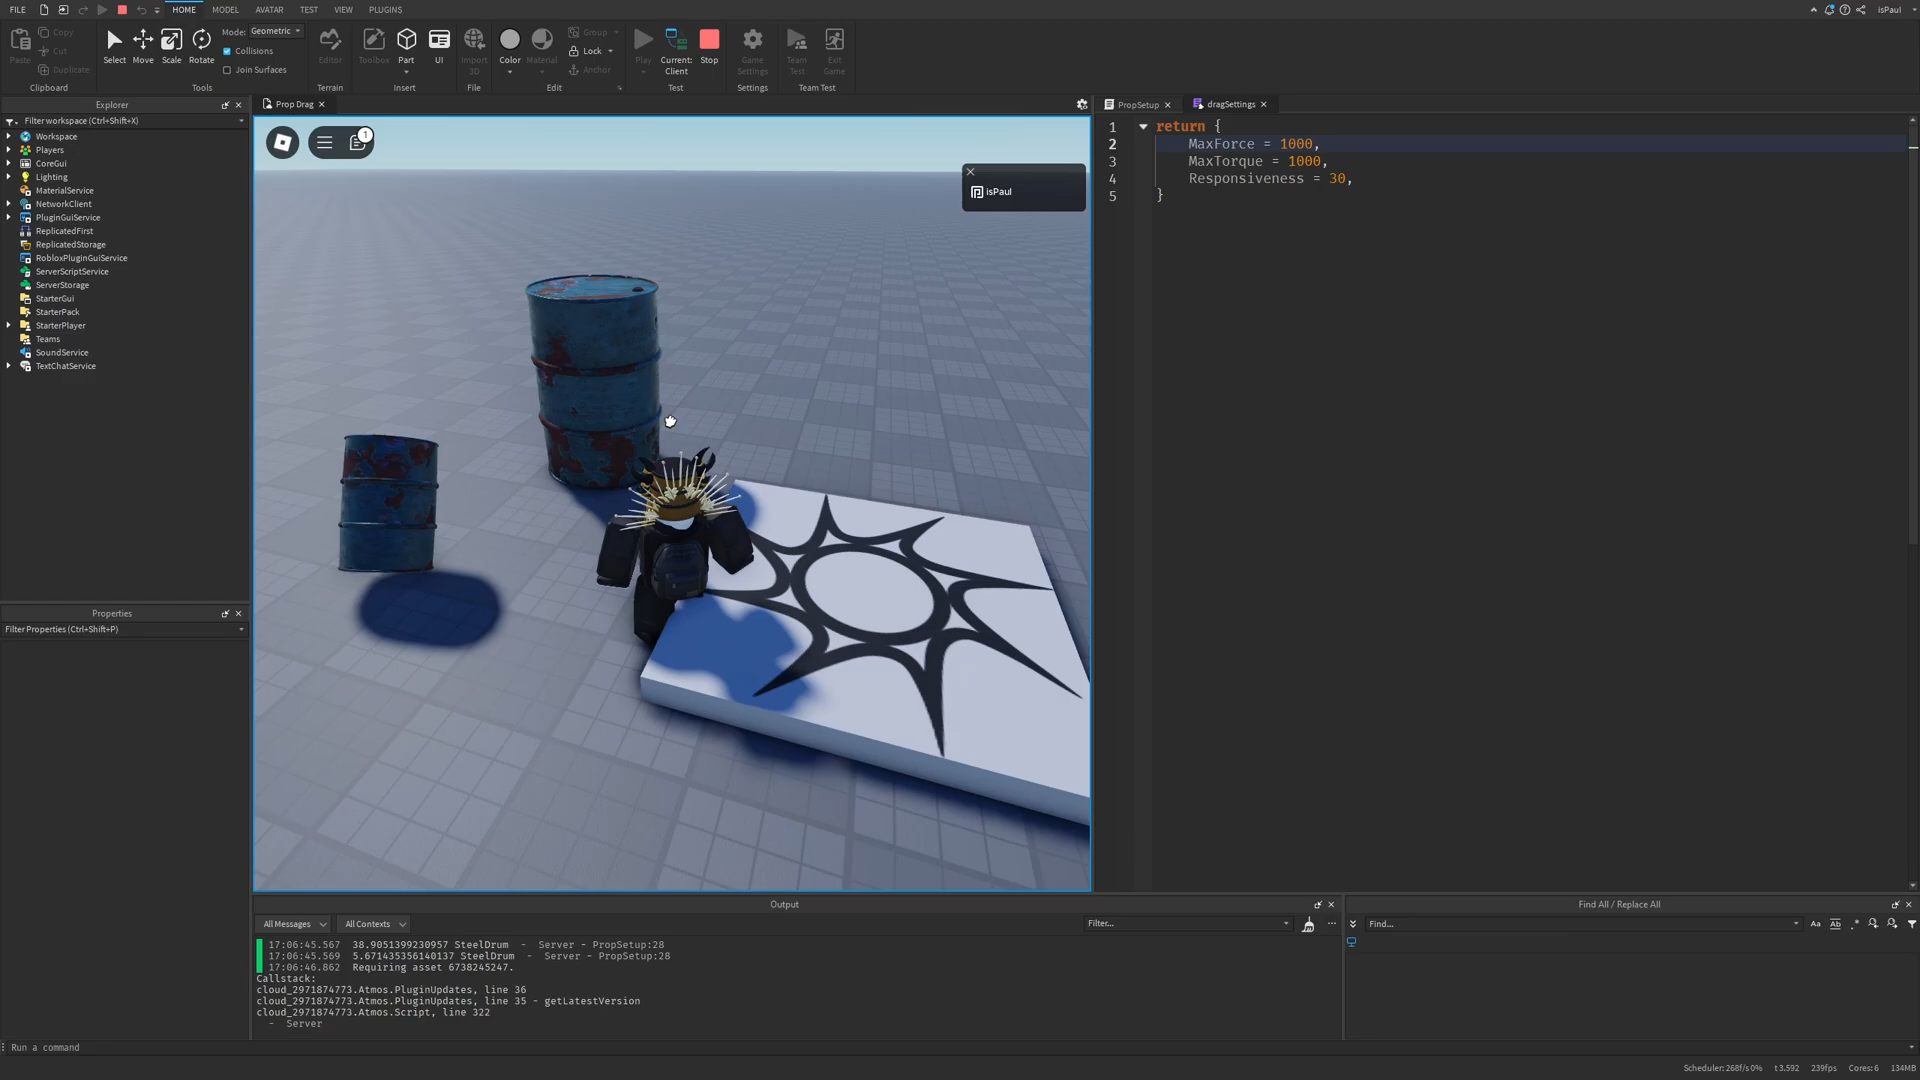 FILE
HOME MODEL AVATAR TEST VIEW PLUGINS
isPaul
Paste
Copy
Cut
Duplicate
Clipboard
Select Move Scale Rotate
Mode: Geometric
Collisions
Join Surfaces
Tools
Editor
Terrain
Toolbox Part UI
Insert
Import
3D
File
Color Material
Group
Lock
Anchor
Edit
Play Current:
Client
Stop
Test
Game
Settings
Settings
Team
Test
Exit
Game
Team Test
Explorer
Filter workspace (Ctrl+Shift+X)
Workspace
Players
CoreGui
Lighting
MaterialService
NetworkClient
PluginGuiService
ReplicatedFirst
ReplicatedStorage
RobloxPluginGuiService
ServerScriptService
ServerStorage
StarterGui
StarterPack
StarterPlayer
Teams
SoundService
TextChatService
Properties
Filter Properties (Ctrl+Shift+P)
Prop Drag
1
isPaul
PropSetup
dragSettings
1 return {
2 MaxForce = 1000,
3 MaxTorque = 1000,
4 Responsiveness = 30,
5 }
Output
All Messages
All Contexts
Filter...
17:06:45.567 38.9051399230957 SteelDrum - Server - PropSetup:28
17:06:45.569 5.671435356140137 SteelDrum - Server - PropSetup:28
17:06:46.862 Requiring asset 6738245247.
Callstack:
cloud_2971874773.Atmos.PluginUpdates, line 36
cloud_2971874773.Atmos.PluginUpdates, line 35 - getLatestVersion
cloud_2971874773.Atmos.Script, line 322
- Server
Find All / Replace All
Find...
Aa Ab .*
Run a command
Scheduler: 268f/s 0% t 3.592 239fps Cores: 6 134MB